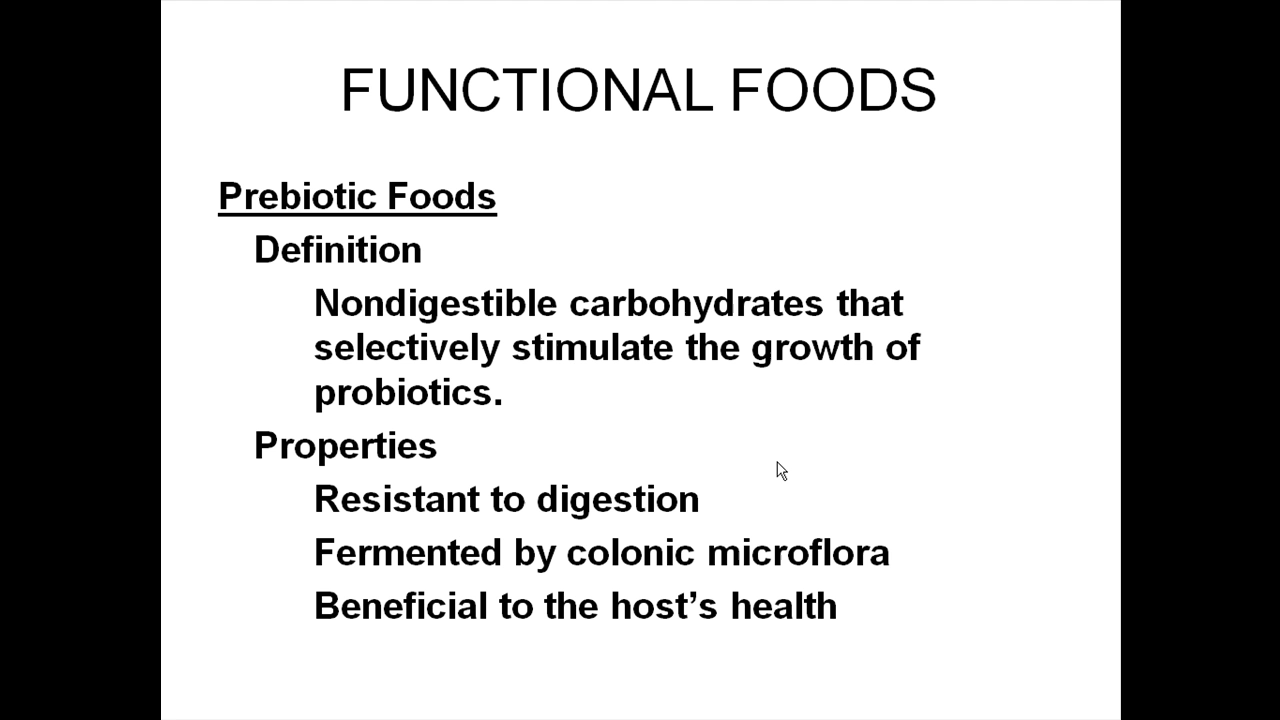 FUNCTIONAL FOODS
Prebiotic Foods
Definition
Nondigestible carbohydrates that
selectively stimulate the growth of
probiotics.
Properties
Resistant to digestion
Fermented by colonic microflora
Beneficial to the host’s health